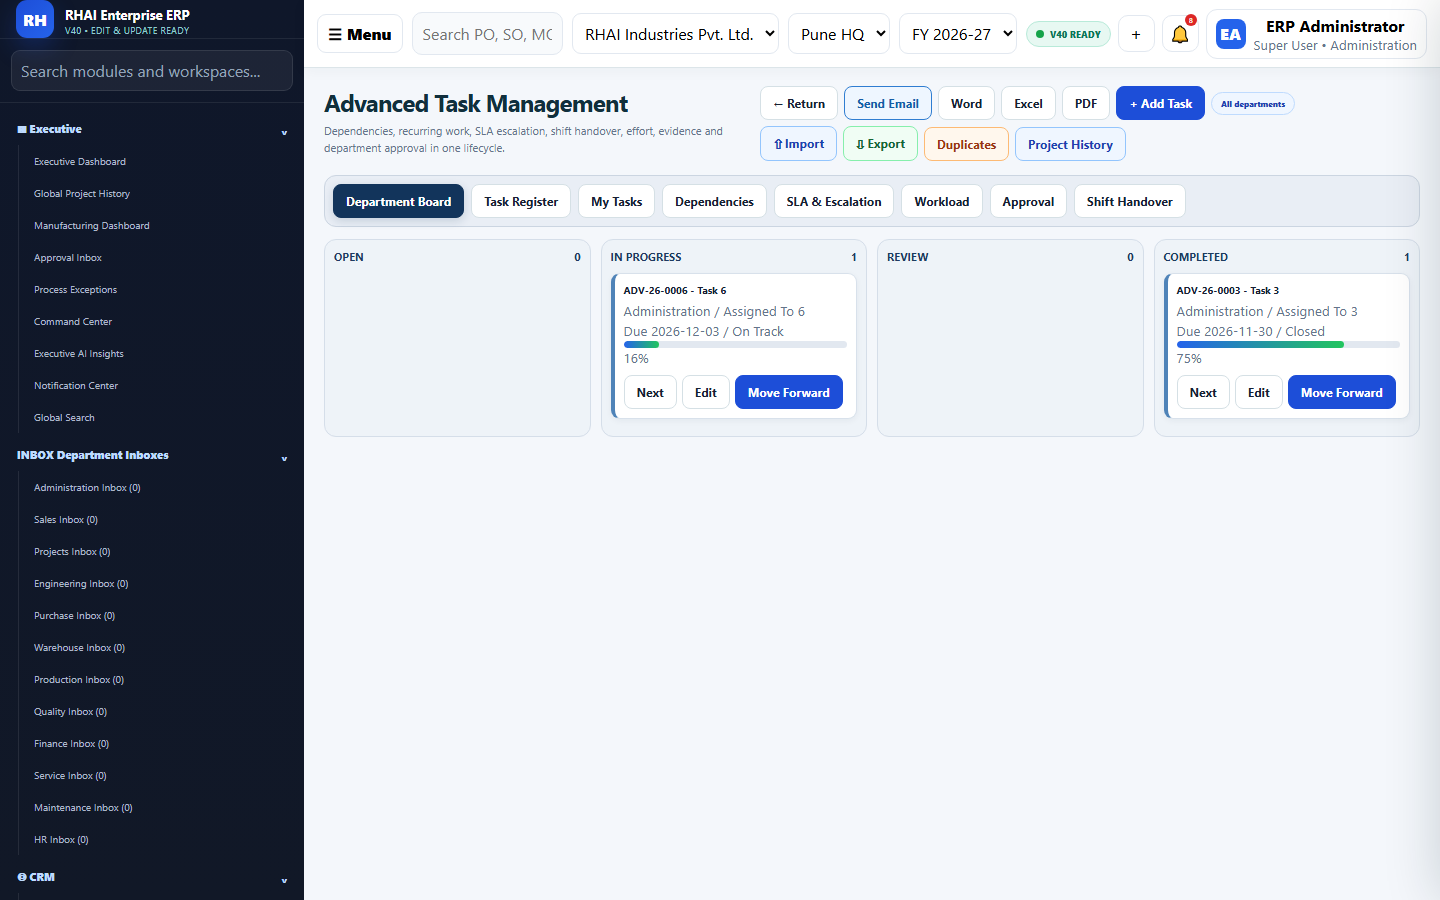 RH
RHAI Enterprise ERP
V40 • EDIT & UPDATE READY
Search modules and workspaces...
Executive
Executive Dashboard
Global Project History
Manufacturing Dashboard
Approval Inbox
Process Exceptions
Command Center
Executive AI Insights
Notification Center
Global Search
INBOX Department Inboxes
Administration Inbox (0)
Sales Inbox (0)
Projects Inbox (0)
Engineering Inbox (0)
Purchase Inbox (0)
Warehouse Inbox (0)
Production Inbox (0)
Quality Inbox (0)
Finance Inbox (0)
Service Inbox (0)
Maintenance Inbox (0)
HR Inbox (0)
CRM
☰ Menu
Search PO, SO, MO
RHAI Industries Pvt. Ltd.
Pune HQ
FY 2026-27
V40 READY
+
8
EA
ERP Administrator
Super User • Administration
Advanced Task Management
Dependencies, recurring work, SLA escalation, shift handover, effort, evidence and
department approval in one lifecycle.
← Return
Send Email
Word
Excel
PDF
+ Add Task
All departments
⇧ Import
⇩ Export
Duplicates
Project History
Department Board
Task Register
My Tasks
Dependencies
SLA & Escalation
Workload
Approval
Shift Handover
OPEN 0
IN PROGRESS 1
ADV-26-0006 - Task 6
Administration / Assigned To 6
Due 2026-12-03 / On Track
16%
Next Edit Move Forward
REVIEW 0
COMPLETED 1
ADV-26-0003 - Task 3
Administration / Assigned To 3
Due 2026-11-30 / Closed
75%
Next Edit Move Forward